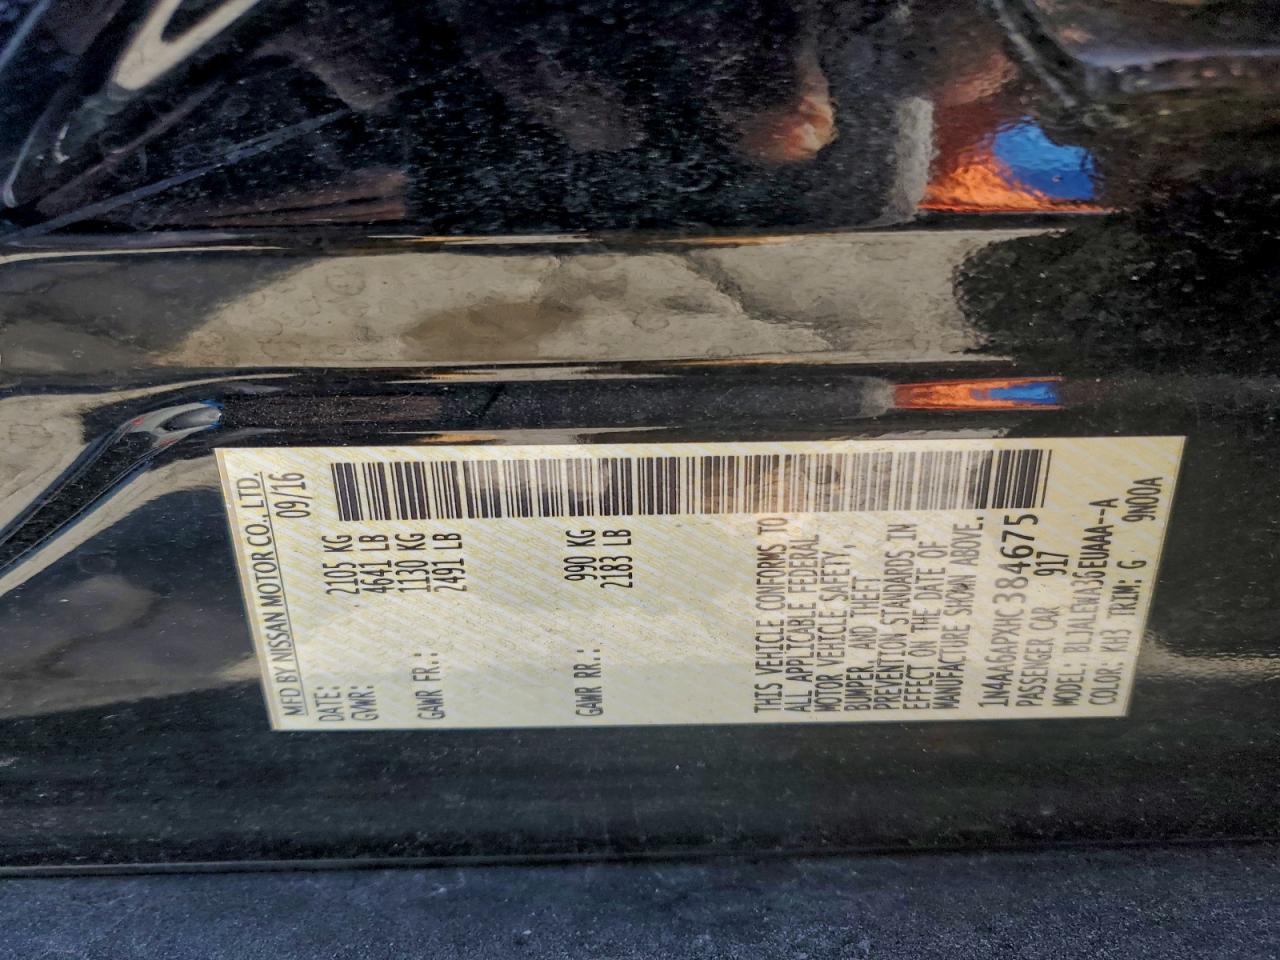 MFD BY NISSAN MOTOR CO., LTD.
DATE: 09/16
GVWR: 2105 KG
4641 LB
GAWR FR.: 1130 KG
2491 LB
GAWR RR.: 990 KG
2183 LB
THIS VEHICLE CONFORMS TO
ALL APPLICABLE FEDERAL
MOTOR VEHICLE SAFETY,
BUMPER, AND THEFT
PREVENTION STANDARDS IN
EFFECT ON THE DATE OF
MANUFACTURE SHOWN ABOVE.
1N4AA6APXHC384675
PASSENGER CAR 917
MODEL: BLJALEWA36EUAAA--A
COLOR: KH3 TRIM: G 9N00A